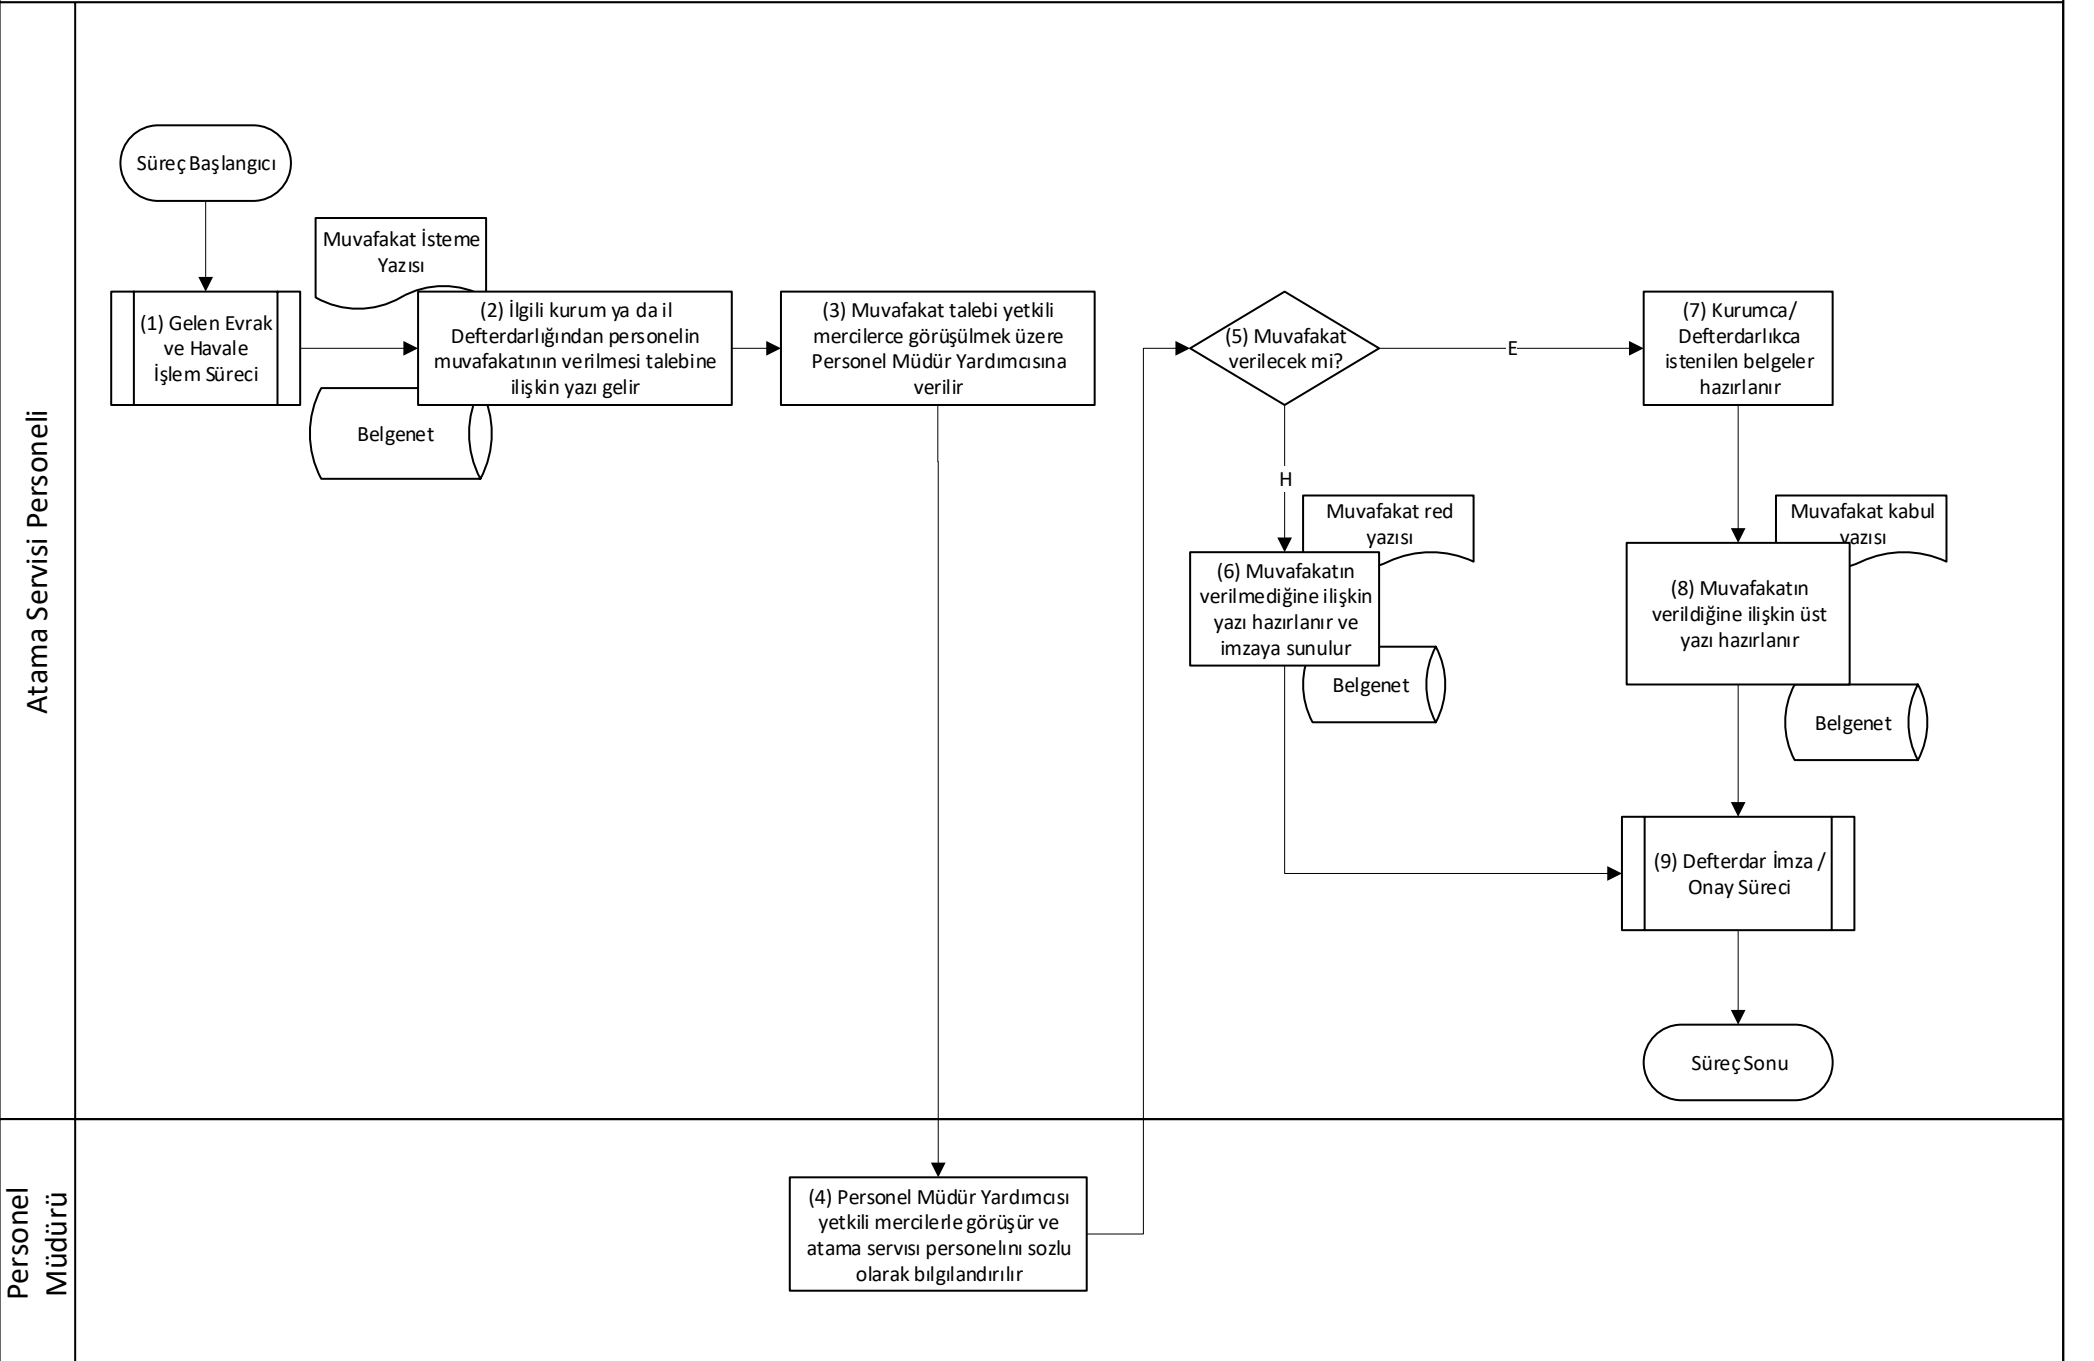 Atama Servisi Personeli
Süreç Başlangıcı
Muvafakat İsteme
Yazısı
(1) Gelen Evrak
ve Havale
İşlem Süreci
(2) İlgili kurum ya da il
Defterdarlığından personelin
muvafakatının verilmesi talebine
ilişkin yazı gelir
Belgenet
(3) Muvafakat talebi yetkili
mercilerce görüşülmek üzere
Personel Müdür Yardımcısına
verilir
(5) Muvafakat
verilecek mi?
E
H
(7) Kurumca/
Defterdarlıkca
istenilen belgeler
hazırlanır
Muvafakat red
yazısı
(6) Muvafakatın
verilmediğine ilişkin
yazı hazırlanır ve
imzaya sunulur
Belgenet
Muvafakat kabul
yazısı
(8) Muvafakatın
verildiğine ilişkin üst
yazı hazırlanır
Belgenet
(9) Defterdar İmza /
Onay Süreci
Süreç Sonu
Personel
Müdürü
(4) Personel Müdür Yardımcısı
yetkili mercilerle görüşür ve
atama servısı personelını sozlu
olarak bılgılandırılır